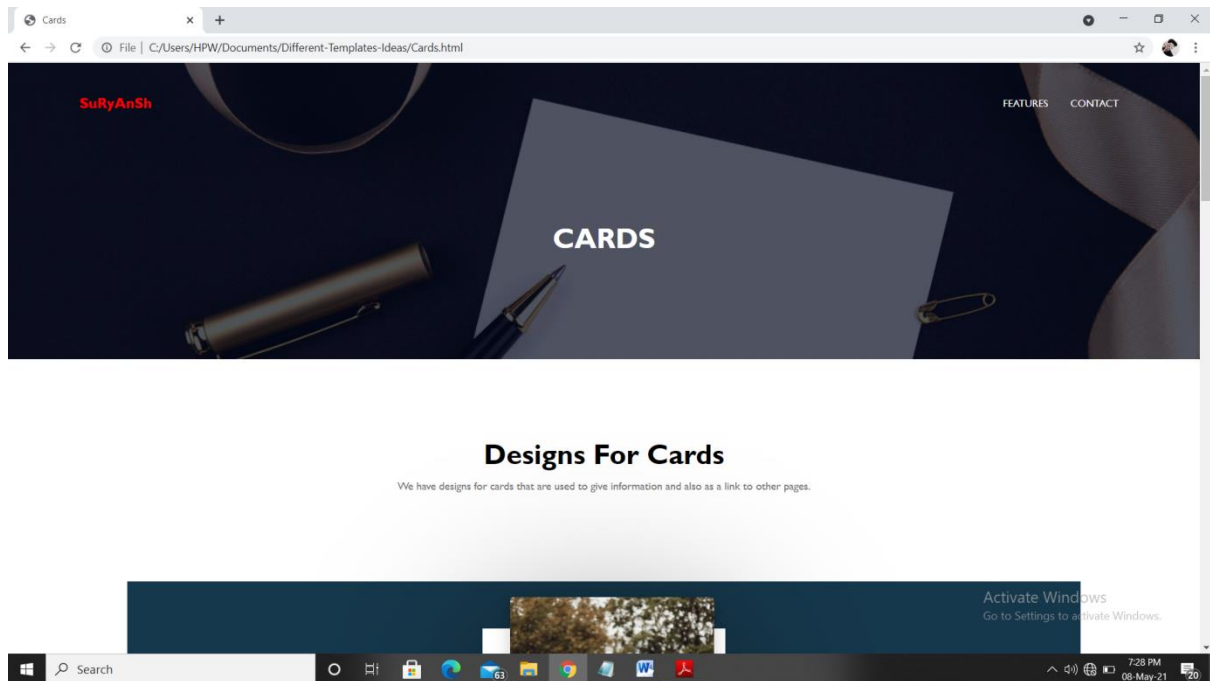 Cards
File | C:/Users/HPW/Documents/Different-Templates-Ideas/Cards.html
SuRyAnSh
FEATURES CONTACT
CARDS
Designs For Cards
We have designs for cards that are used to give information and also as a link to other pages.
Activate Windows
Go to Settings to activate Windows.
Search
63
W
7:28 PM
08-May-21
20